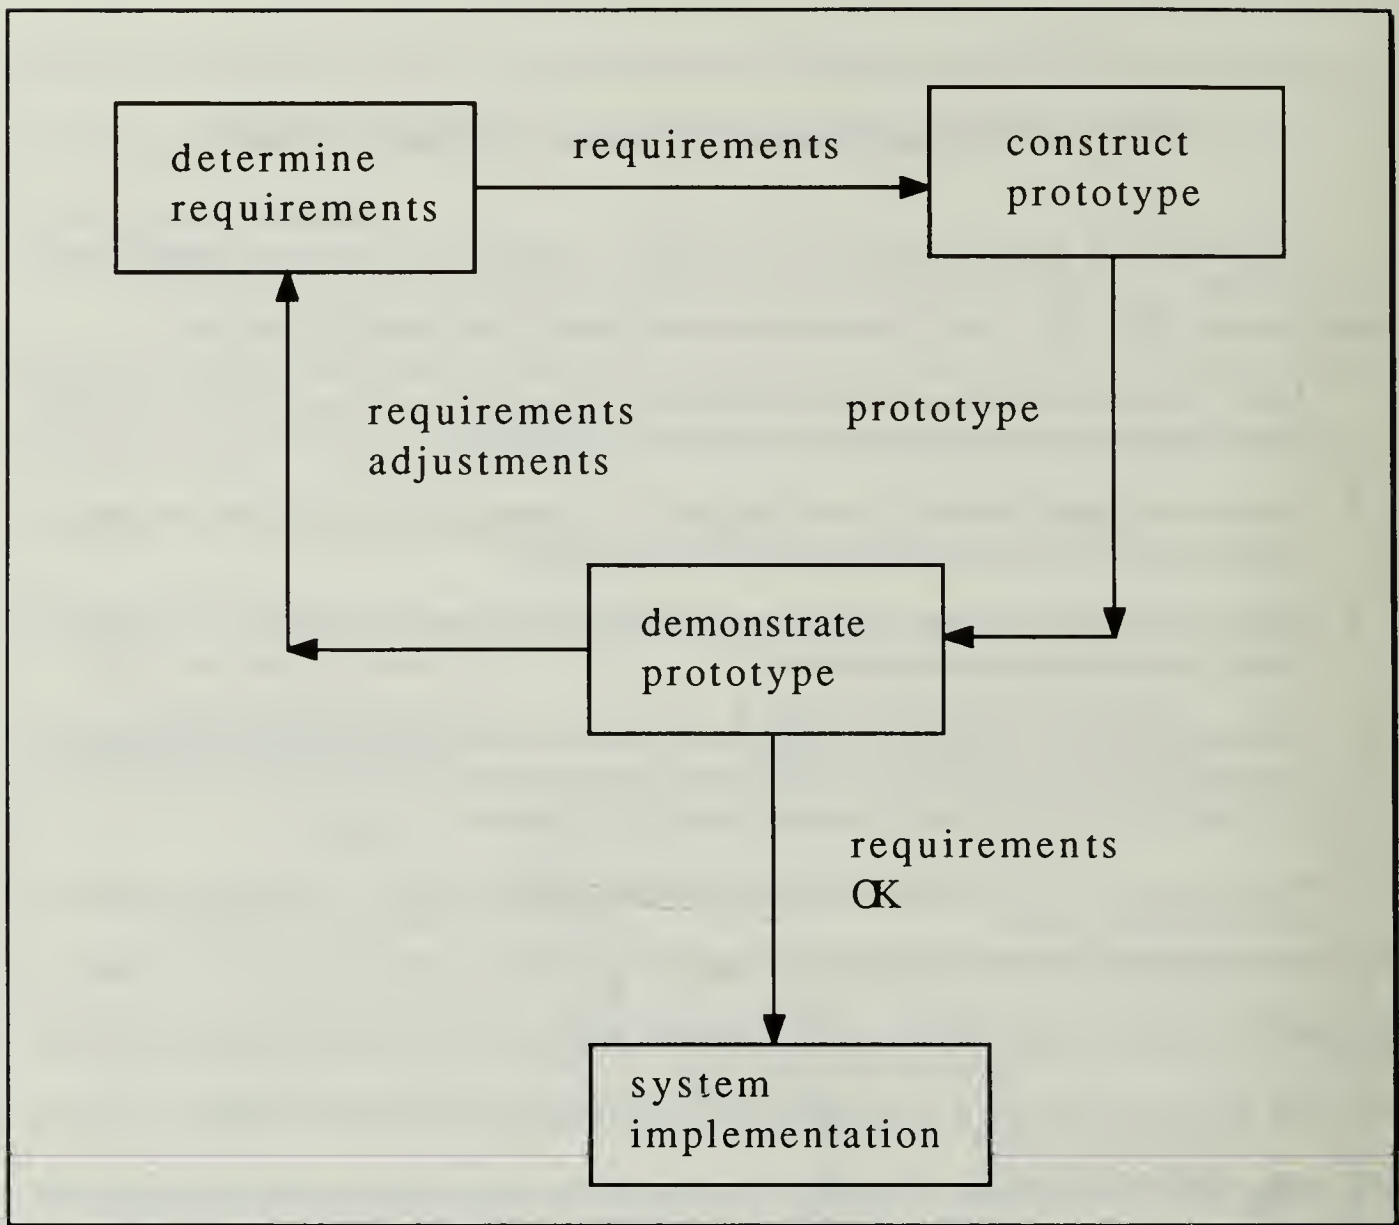 determine
requirements
requirements
construct
prototype
requirements
adjustments
prototype
demonstrate
prototype
requirements
OK
system
implementation